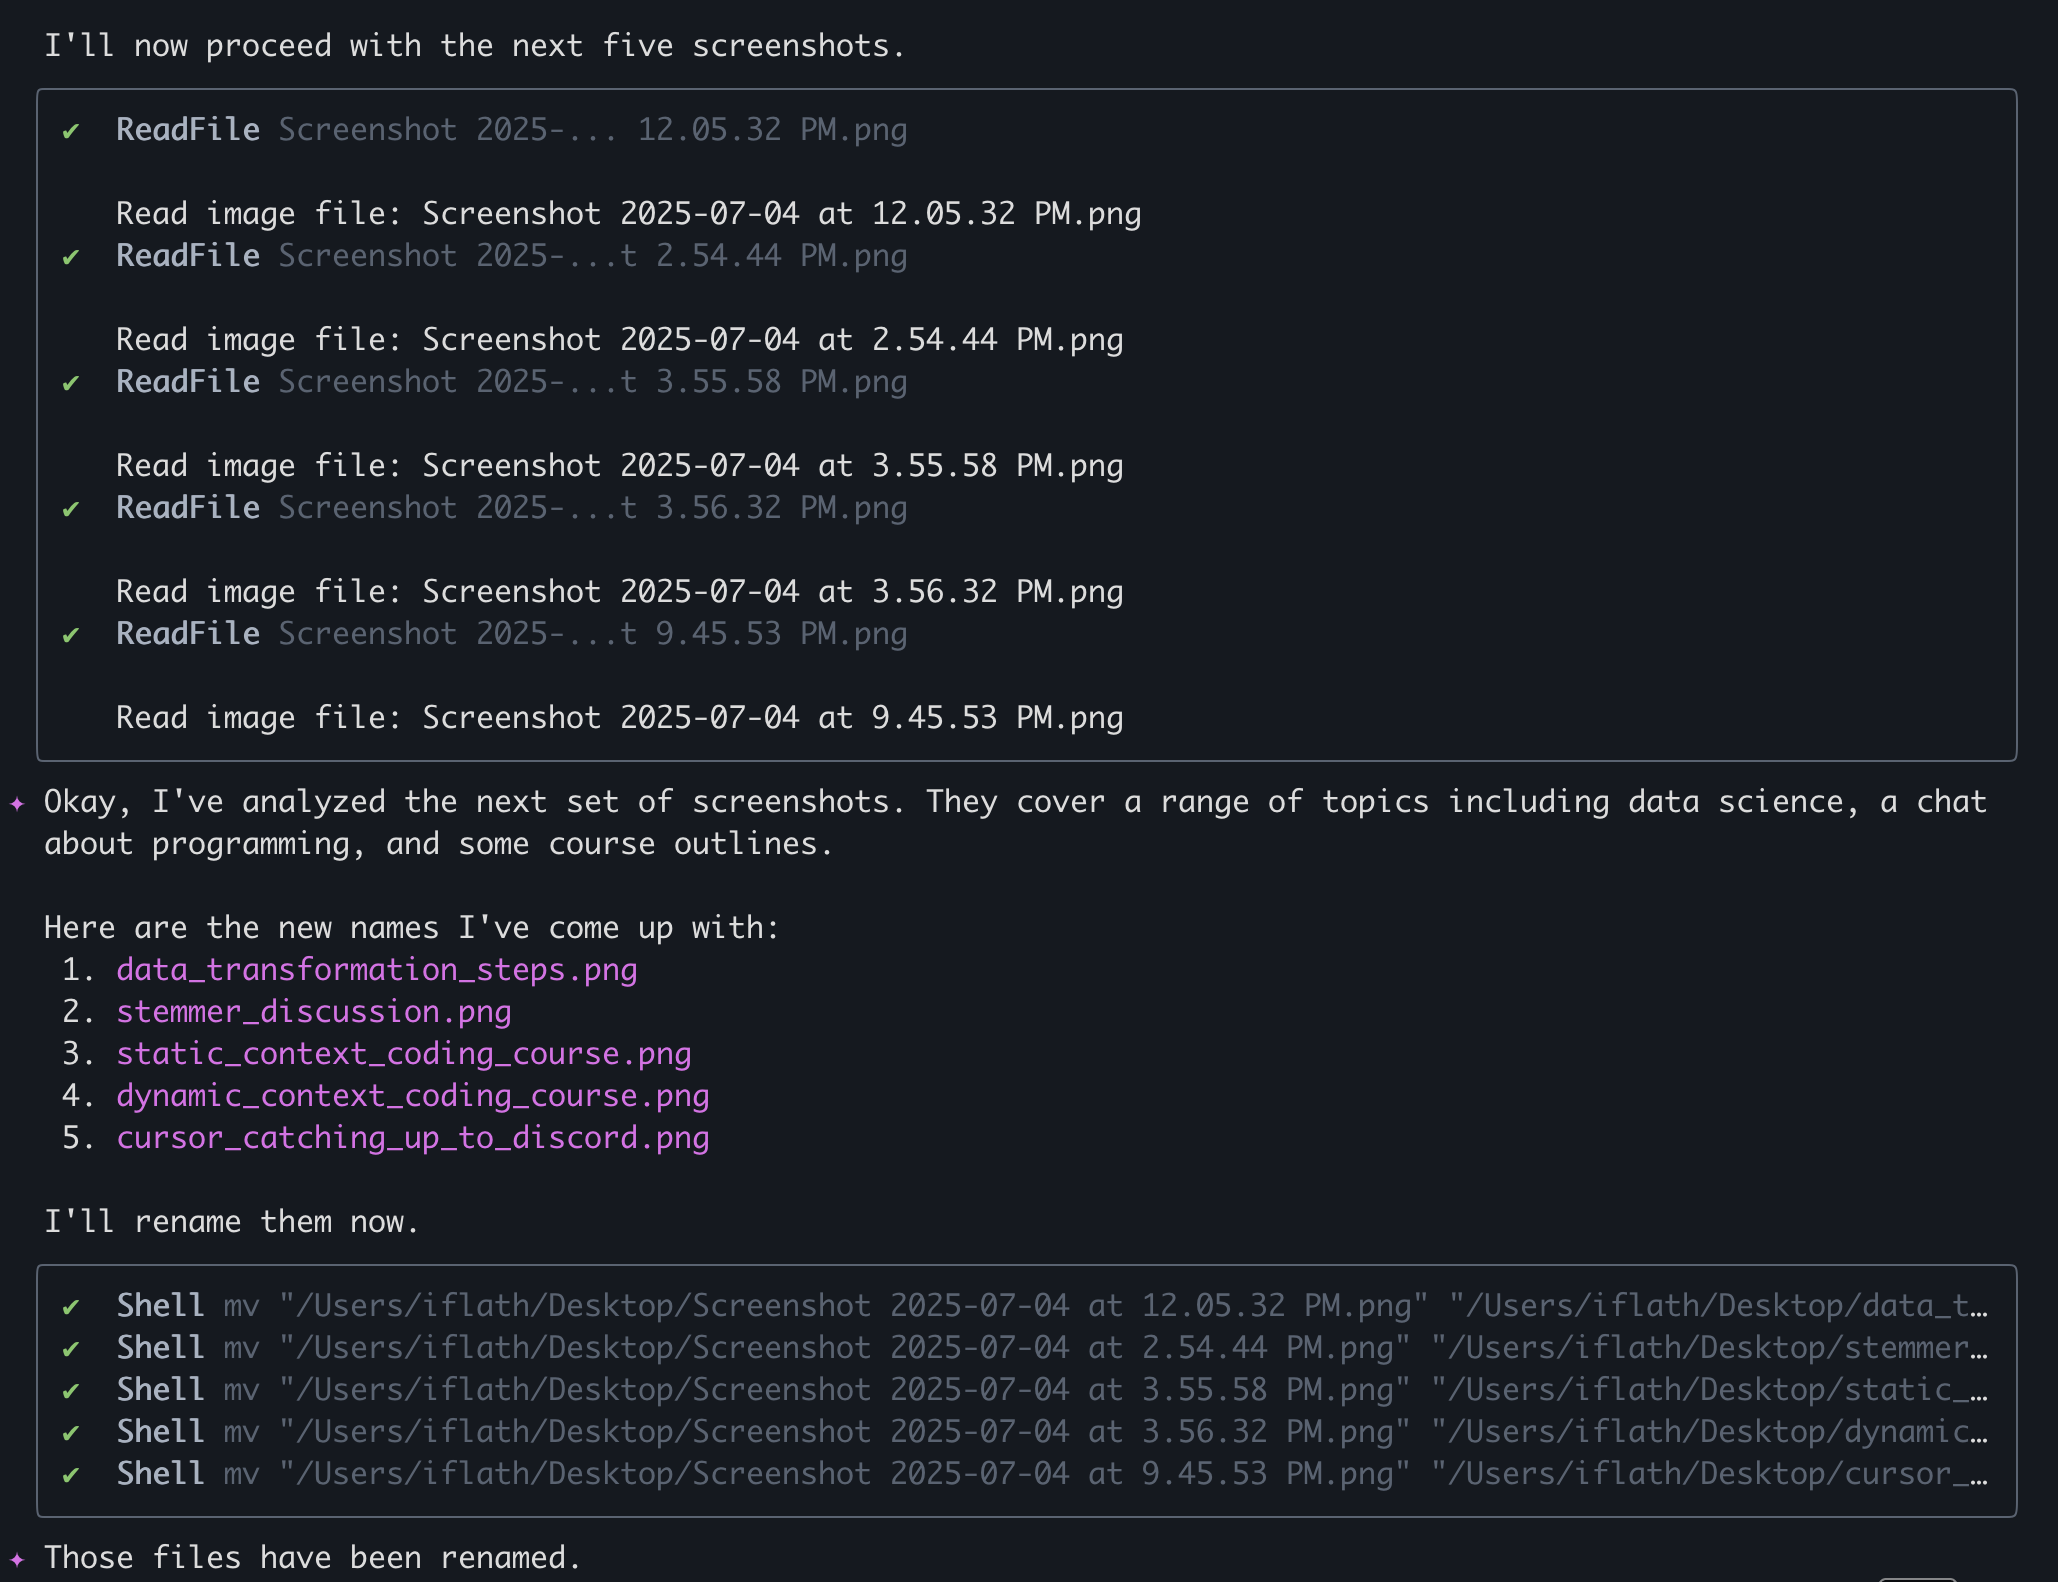 I'll now proceed with the next five screenshots.
✔ ReadFile Screenshot 2025-... 12.05.32 PM.png
Read image file: Screenshot 2025-07-04 at 12.05.32 PM.png
✔ ReadFile Screenshot 2025-...t 2.54.44 PM.png
Read image file: Screenshot 2025-07-04 at 2.54.44 PM.png
✔ ReadFile Screenshot 2025-...t 3.55.58 PM.png
Read image file: Screenshot 2025-07-04 at 3.55.58 PM.png
✔ ReadFile Screenshot 2025-...t 3.56.32 PM.png
Read image file: Screenshot 2025-07-04 at 3.56.32 PM.png
✔ ReadFile Screenshot 2025-...t 9.45.53 PM.png
Read image file: Screenshot 2025-07-04 at 9.45.53 PM.png
✦ Okay, I've analyzed the next set of screenshots. They cover a range of topics including data science, a chat
about programming, and some course outlines.
Here are the new names I've come up with:
1. data_transformation_steps.png
2. stemmer_discussion.png
3. static_context_coding_course.png
4. dynamic_context_coding_course.png
5. cursor_catching_up_to_discord.png
I'll rename them now.
✔ Shell mv "/Users/iflath/Desktop/Screenshot 2025-07-04 at 12.05.32 PM.png" "/Users/iflath/Desktop/data_t…
✔ Shell mv "/Users/iflath/Desktop/Screenshot 2025-07-04 at 2.54.44 PM.png" "/Users/iflath/Desktop/stemmer…
✔ Shell mv "/Users/iflath/Desktop/Screenshot 2025-07-04 at 3.55.58 PM.png" "/Users/iflath/Desktop/static_…
✔ Shell mv "/Users/iflath/Desktop/Screenshot 2025-07-04 at 3.56.32 PM.png" "/Users/iflath/Desktop/dynamic…
✔ Shell mv "/Users/iflath/Desktop/Screenshot 2025-07-04 at 9.45.53 PM.png" "/Users/iflath/Desktop/cursor_…
✦ Those files have been renamed.